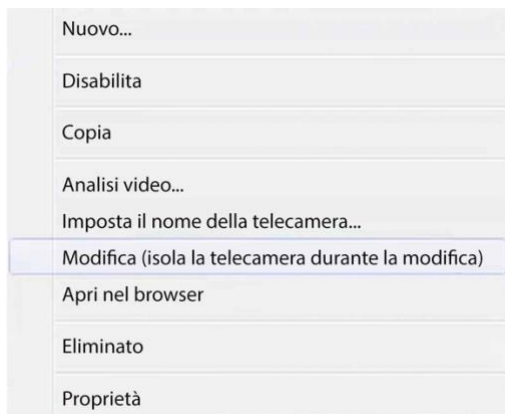 Nuovo...
Disabilita
Copia
Analisi video...
Imposta il nome della telecamera...
Modifica (isola la telecamera durante la modifica)
Apri nel browser
Eliminato
Proprietà